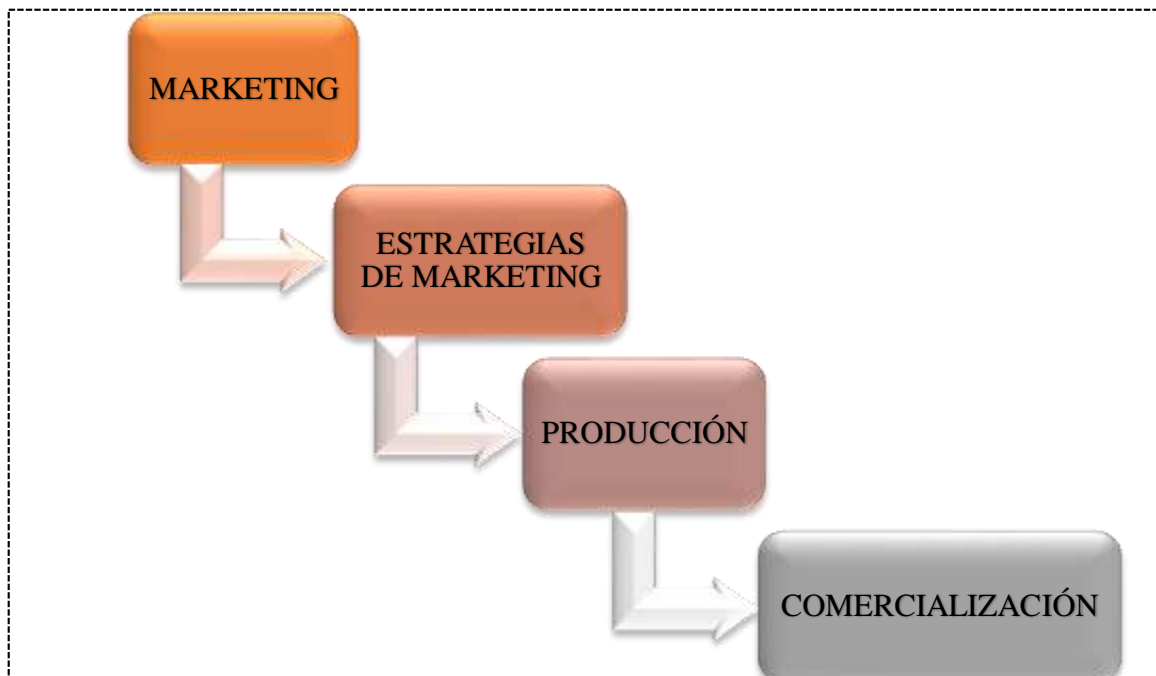 MARKETING
ESTRATEGIAS
DE MARKETING
PRODUCCIÓN
COMERCIALIZACIÓN